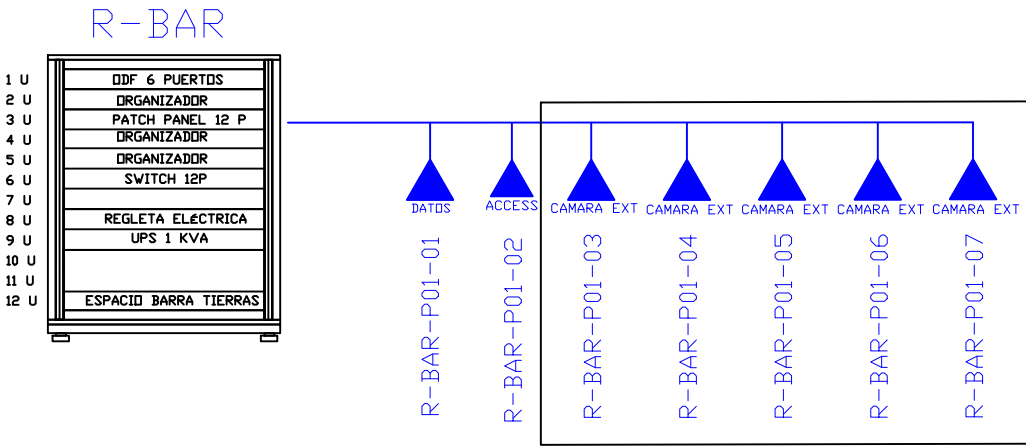 R-BAR
1 U ODF 6 PUERTOS
2 U ORGANIZADOR
3 U PATCH PANEL 12 P
4 U ORGANIZADOR
5 U ORGANIZADOR
6 U SWITCH 12P
7 U
8 U REGLETA ELéCTRICA
9 U UPS 1 KVA
10 U
11 U
12 U ESPACIO BARRA TIERRAS
DATOS
ACCESS
CAMARA EXT
CAMARA EXT
CAMARA EXT
CAMARA EXT
CAMARA EXT
R-BAR-P01-01
R-BAR-P01-02
R-BAR-P01-03
R-BAR-P01-04
R-BAR-P01-05
R-BAR-P01-06
R-BAR-P01-07